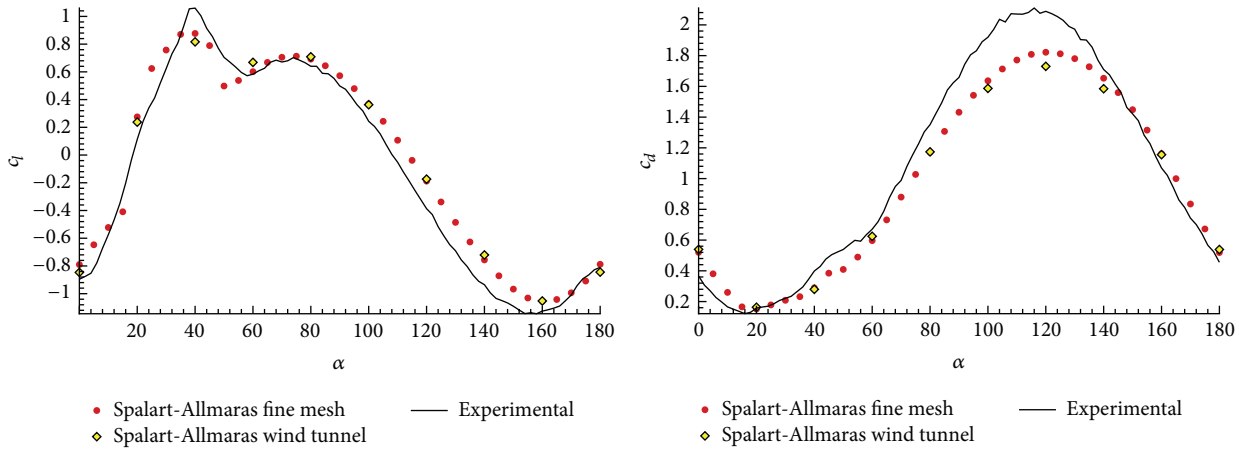 1
0.8
0.6
0.4
0.2
0
−0.2
−0.4
−0.6
−0.8
−1
c_l
20 40 60 80 100 120 140 160 180
α
Spalart-Allmaras fine mesh
Experimental
Spalart-Allmaras wind tunnel
2
1.8
1.6
1.4
1.2
1
0.8
0.6
0.4
0.2
c_d
0 20 40 60 80 100 120 140 160 180
α
Spalart-Allmaras fine mesh
Experimental
Spalart-Allmaras wind tunnel